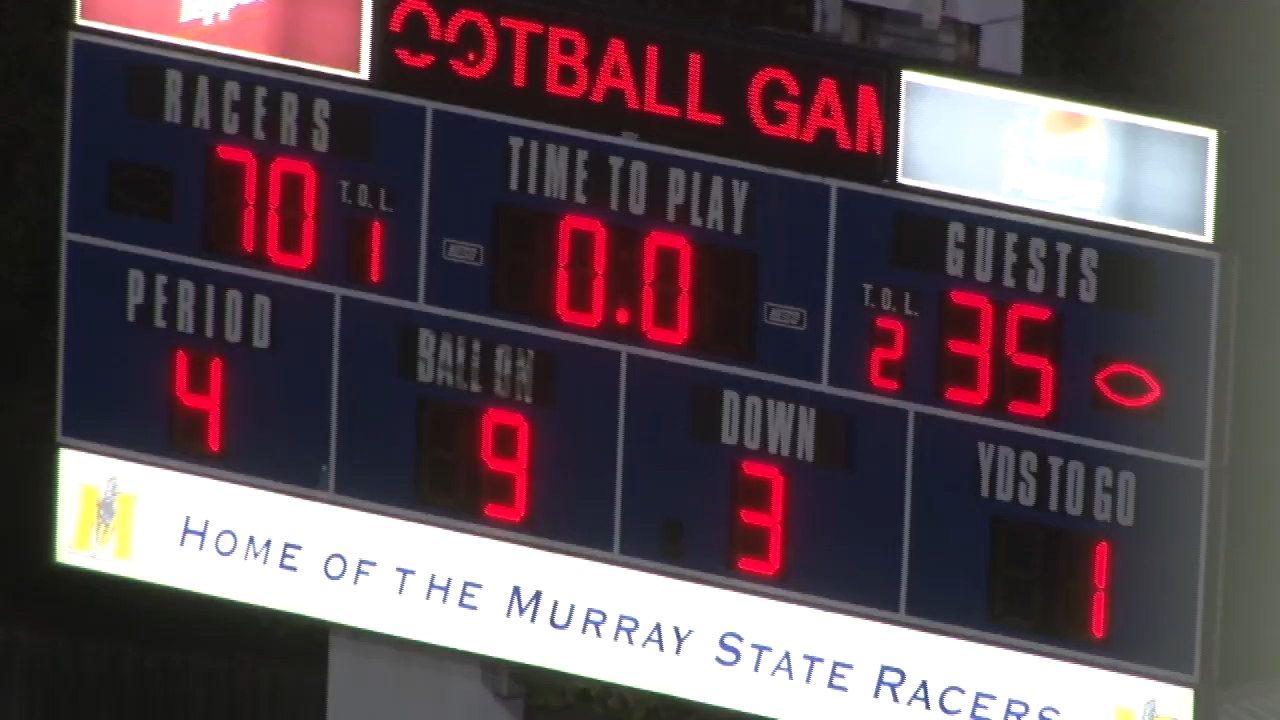 OOTBALL GAM
RACERS
70
T.O.L.
1
TIME TO PLAY
0.0
GUESTS
T.O.L.
2
35
PERIOD
4
BALL ON
9
DOWN
3
YDS TO GO
1
M
HOME OF THE MURRAY STATE RACERS